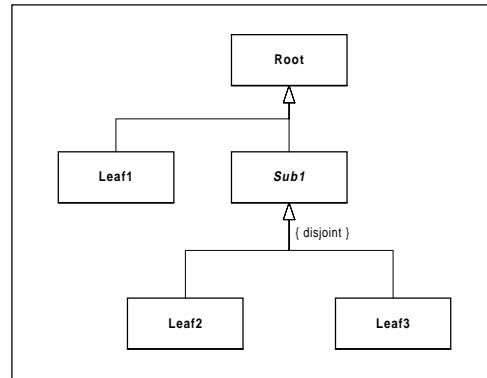 Root
Leaf1
Sub1
{ disjoint }
Leaf2
Leaf3